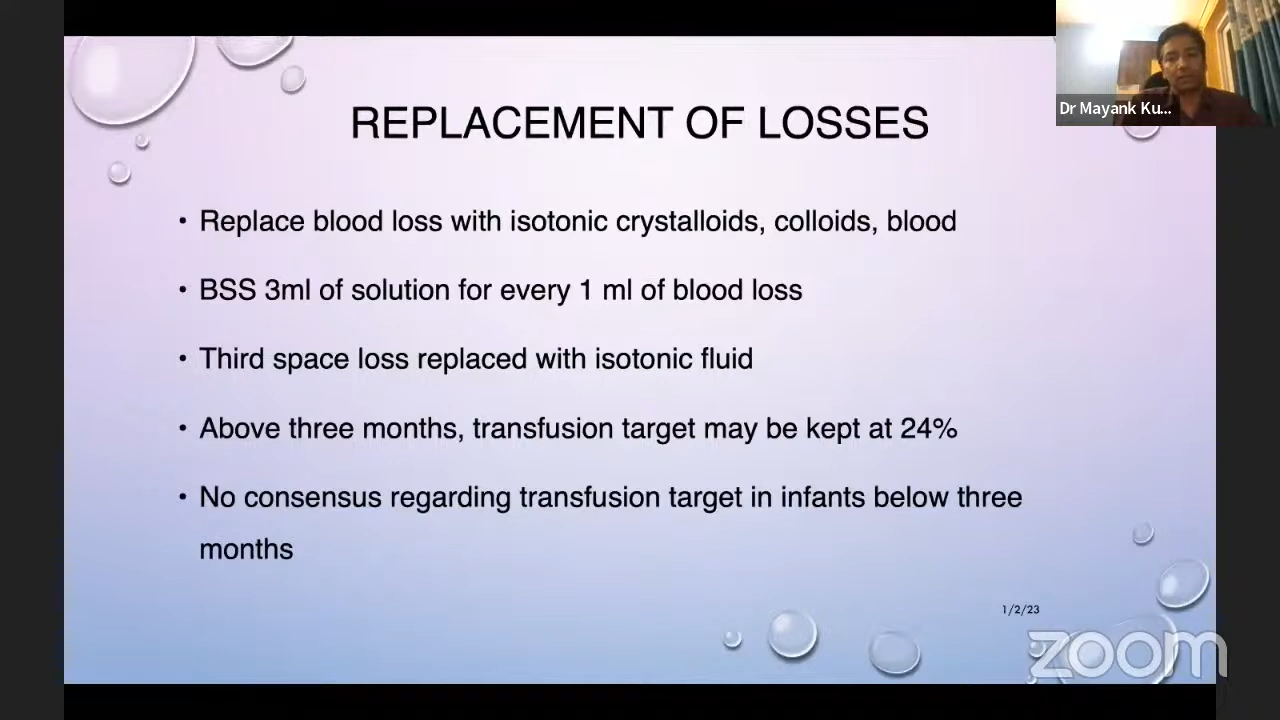 Dr Mayank Ku...
REPLACEMENT OF LOSSES
• Replace blood loss with isotonic crystalloids, colloids, blood
• BSS 3ml of solution for every 1 ml of blood loss
• Third space loss replaced with isotonic fluid
• Above three months, transfusion target may be kept at 24%
• No consensus regarding transfusion target in infants below three
months
1/2/23
zoom